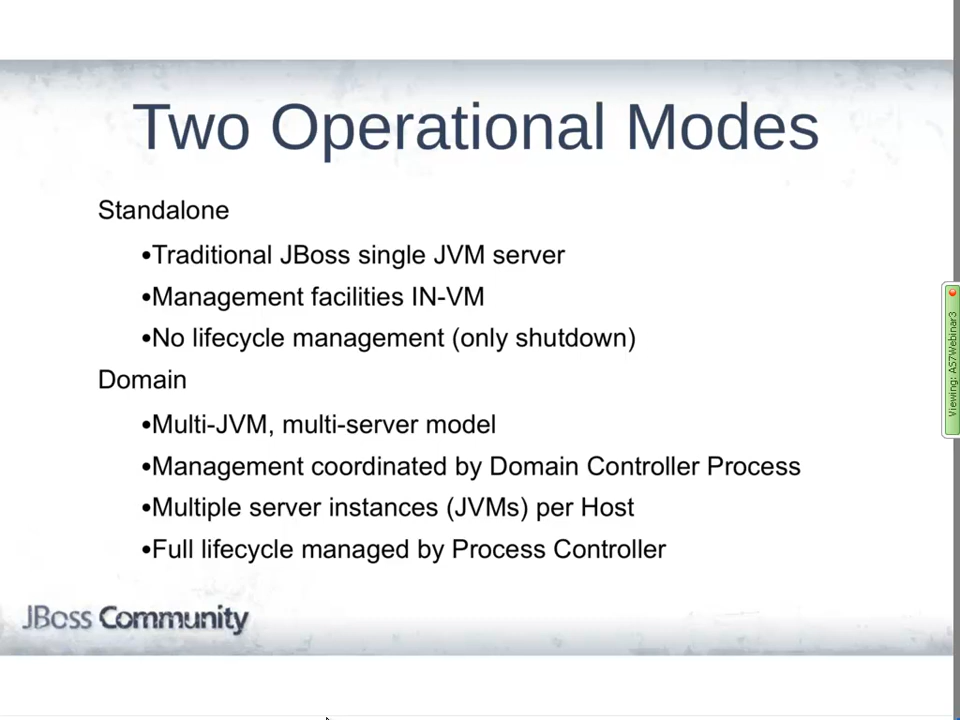 Two Operational Modes
Standalone
•Traditional JBoss single JVM server
•Management facilities IN-VM
•No lifecycle management (only shutdown)
Domain
•Multi-JVM, multi-server model
•Management coordinated by Domain Controller Process
•Multiple server instances (JVMs) per Host
•Full lifecycle managed by Process Controller
JBoss Community
Viewing: AS7Webinar3